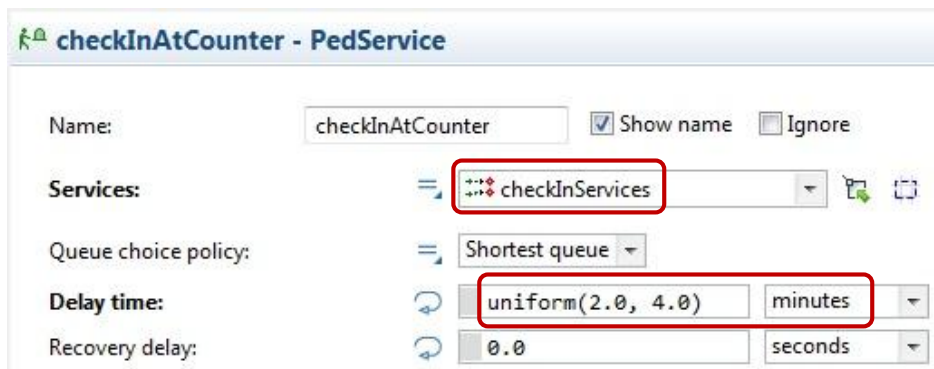 checkInAtCounter - PedService
Name: checkInAtCounter Show name Ignore
Services: checkInServices
Queue choice policy: Shortest queue
Delay time: uniform(2.0, 4.0) minutes
Recovery delay: 0.0 seconds